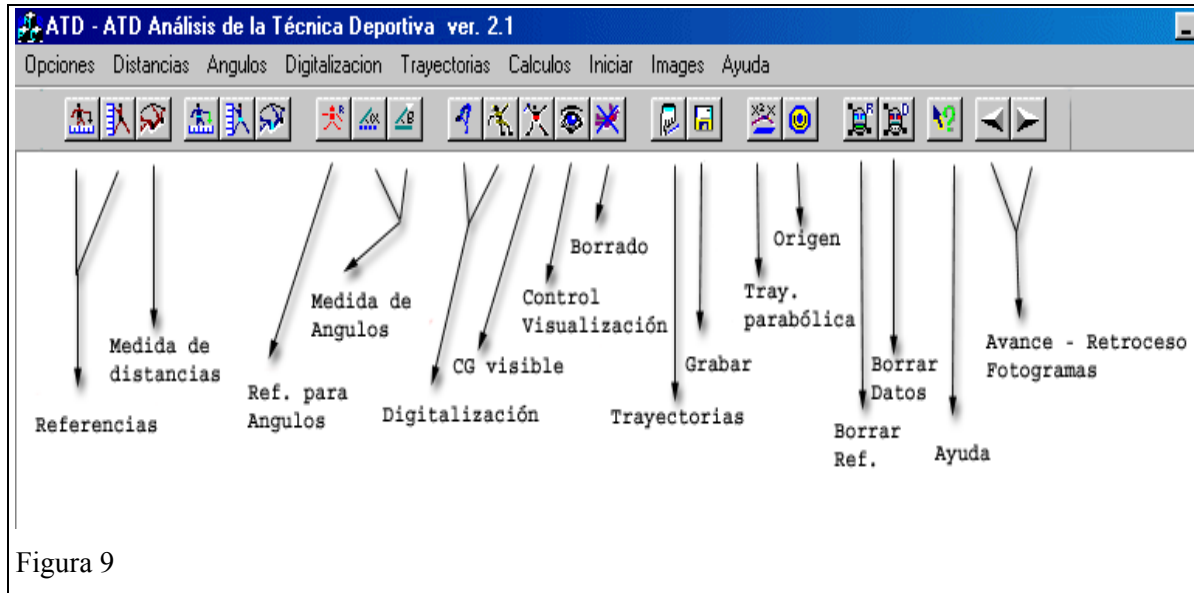 ATD - ATD Análisis de la Técnica Deportiva ver. 2.1
Opciones Distancias Angulos Digitalizacion Trayectorias Calculos Iniciar Images Ayuda
Borrado
Origen
Medida de
Angulos
Control
Visualización
Tray.
parabólica
Medida de
distancias
CG visible
Grabar
Borrar
Datos
Avance - Retroceso
Fotogramas
Ref. para
Angulos
Referencias
Digitalización
Trayectorias
Borrar
Ref.
Ayuda
Figura 9